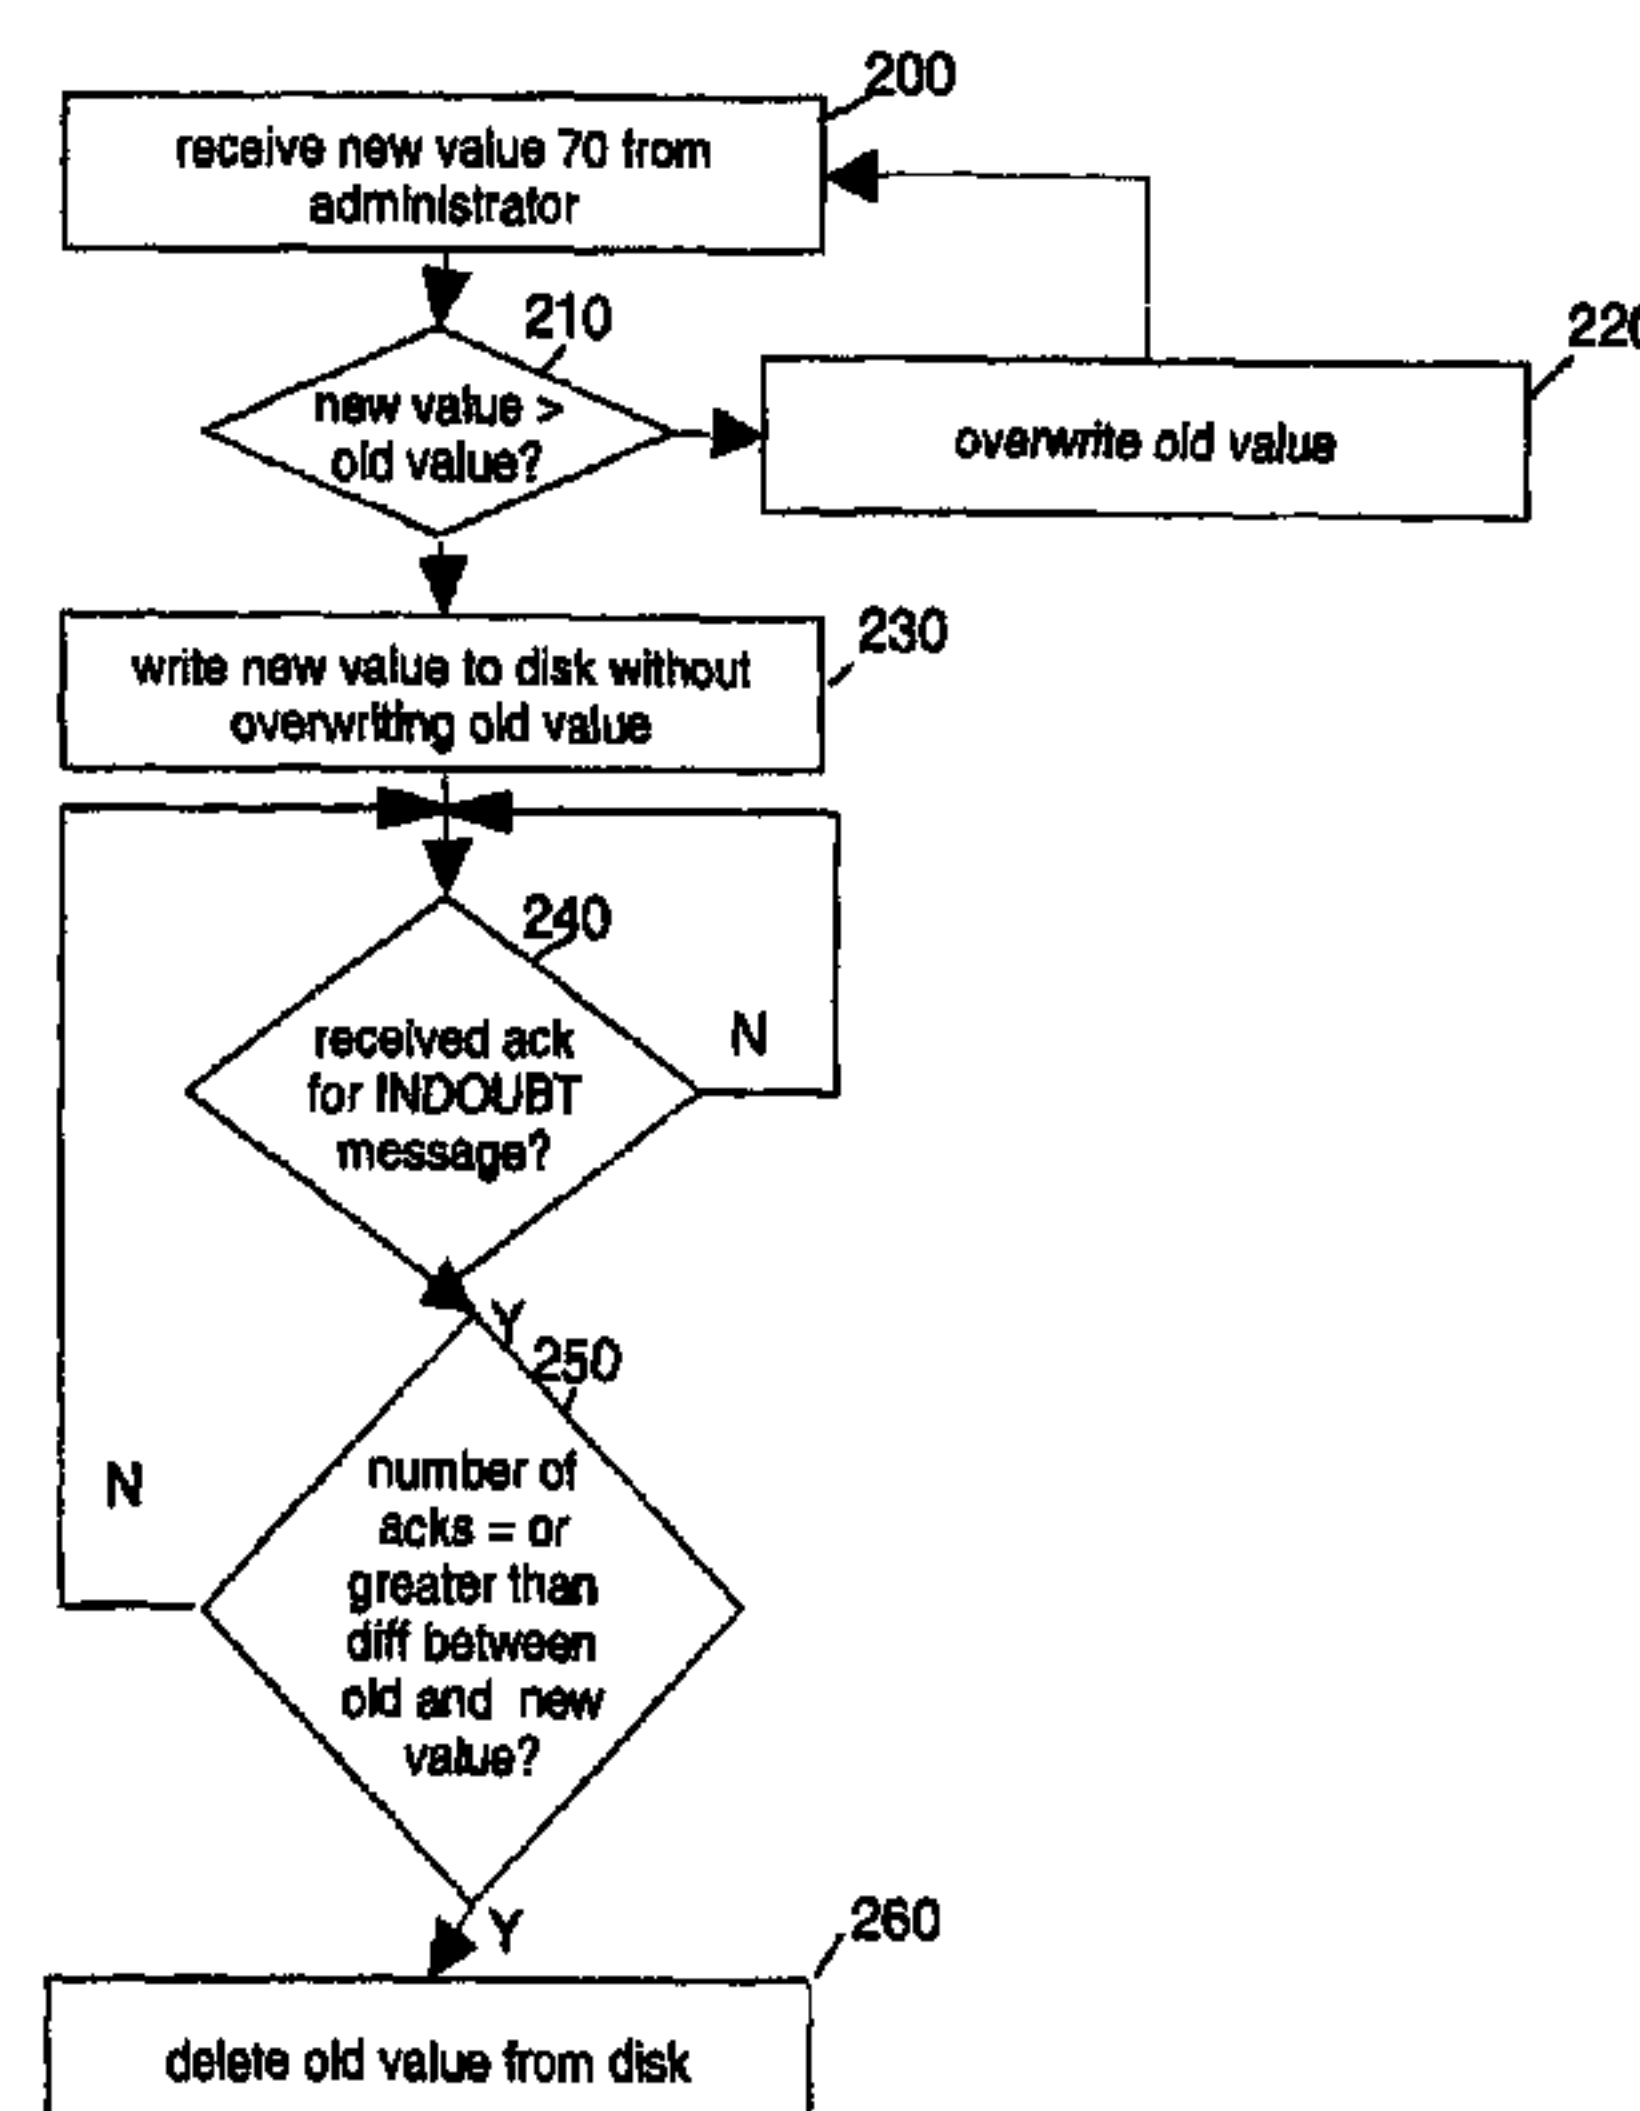 200
receive new value 70 from
administrator
210
new value >
old value?
220
overwrite old value
230
write new value to disk without
overwriting old value
240
received ack
for INDOUBT
message?
N
Y
250
number of
acks = or
greater than
diff between
old and new
value?
N
Y
260
delete old value from disk